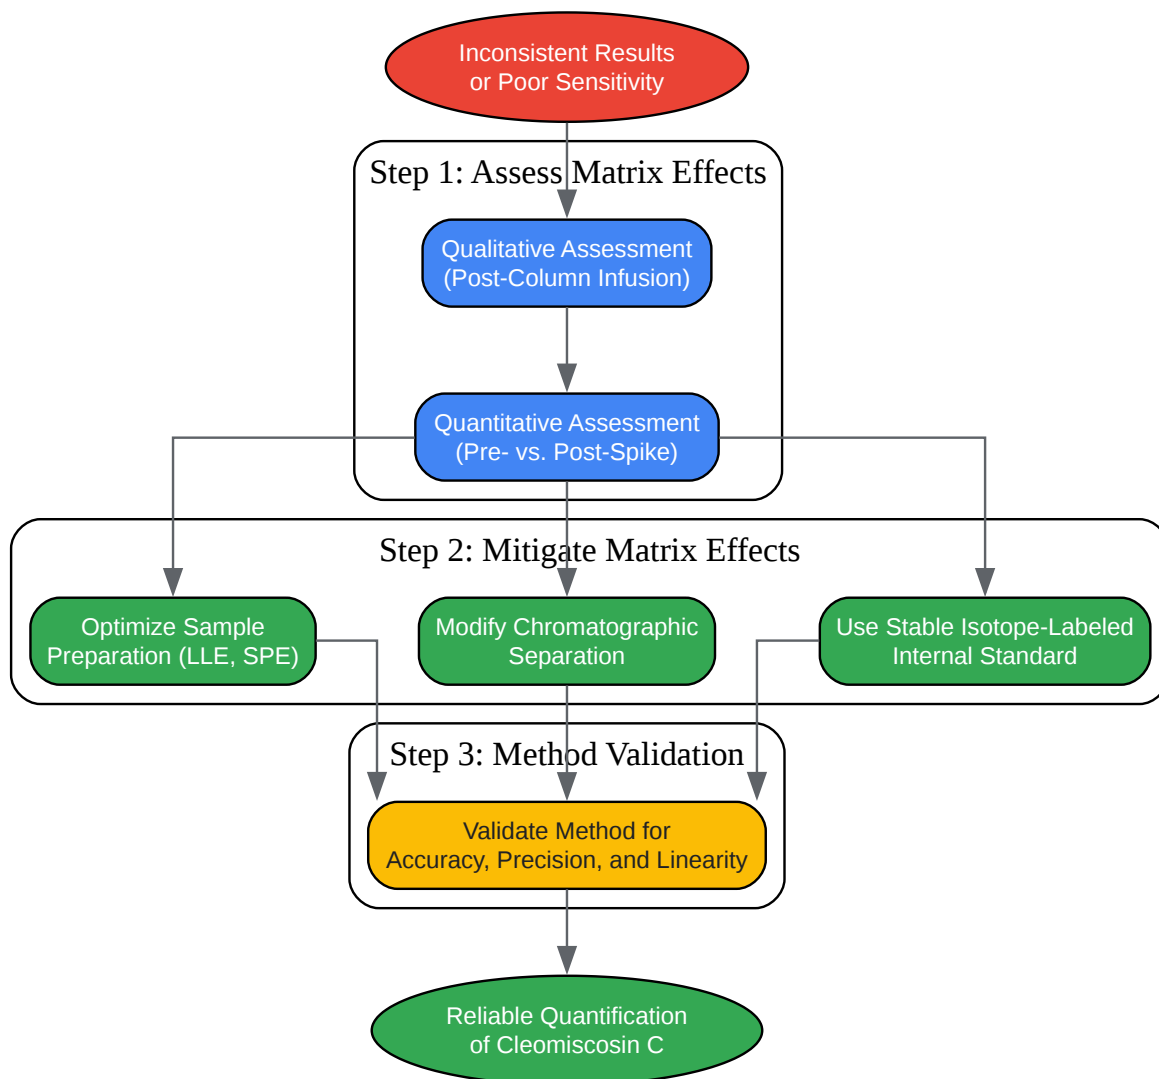 Inconsistent Results
or Poor Sensitivity
Step 1: Assess Matrix Effects
Qualitative Assessment
(Post-Column Infusion)
Quantitative Assessment
(Pre- vs. Post-Spike)
Step 2: Mitigate Matrix Effects
Optimize Sample
Preparation (LLE, SPE)
Modify Chromatographic
Separation
Use Stable Isotope-Labeled
Internal Standard
Step 3: Method Validation
Validate Method for
Accuracy, Precision, and Linearity
Reliable Quantification
of Cleomiscosin C